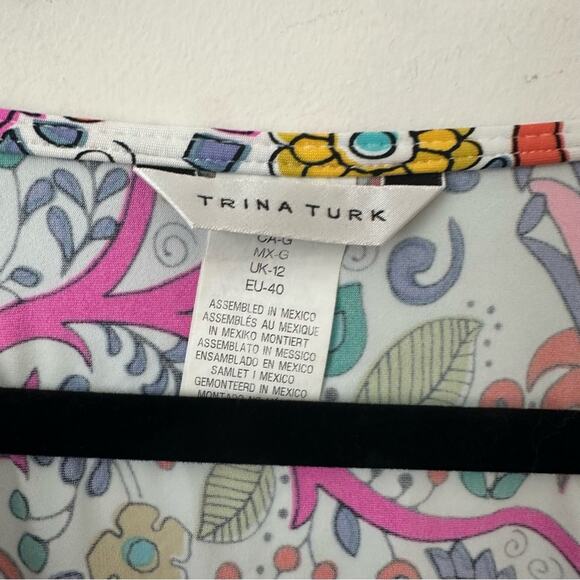 TRINA TURK
CA-G
MX-G
UK-12
EU-40
ASSEMBLED IN MEXICO
ASSEMBLÉS AU MEXIQUE
IN MEXIKO MONTIERT
ASSEMBLATO IN MESSICO
ENSAMBLADO EN MEXICO
SAMLET I MEXICO
GEMONTEERD IN MEXICO